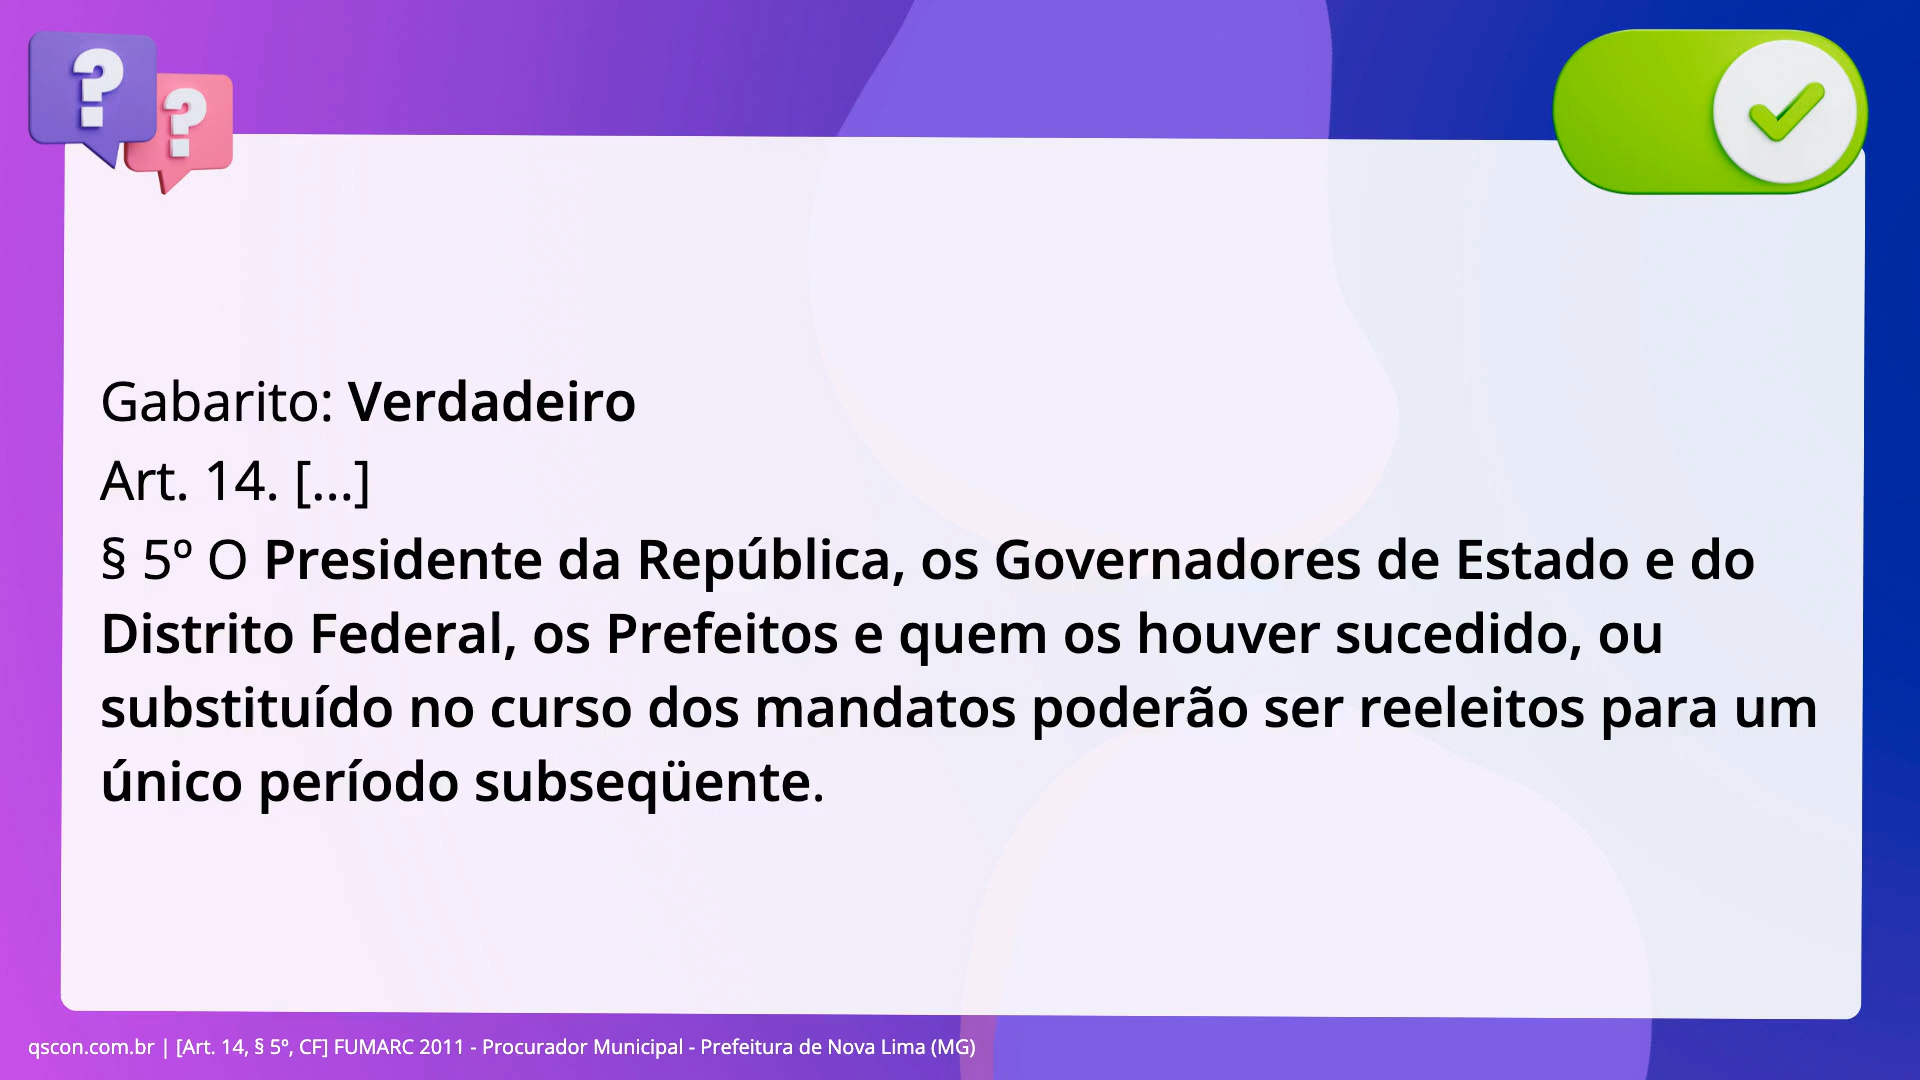 Gabarito: Verdadeiro
Art. 14. [...]
§ 5º O Presidente da República, os Governadores de Estado e do
Distrito Federal, os Prefeitos e quem os houver sucedido, ou
substituído no curso dos mandatos poderão ser reeleitos para um
único período subseqüente.
qscon.com.br | [Art. 14, § 5º, CF] FUMARC 2011 - Procurador Municipal - Prefeitura de Nova Lima (MG)